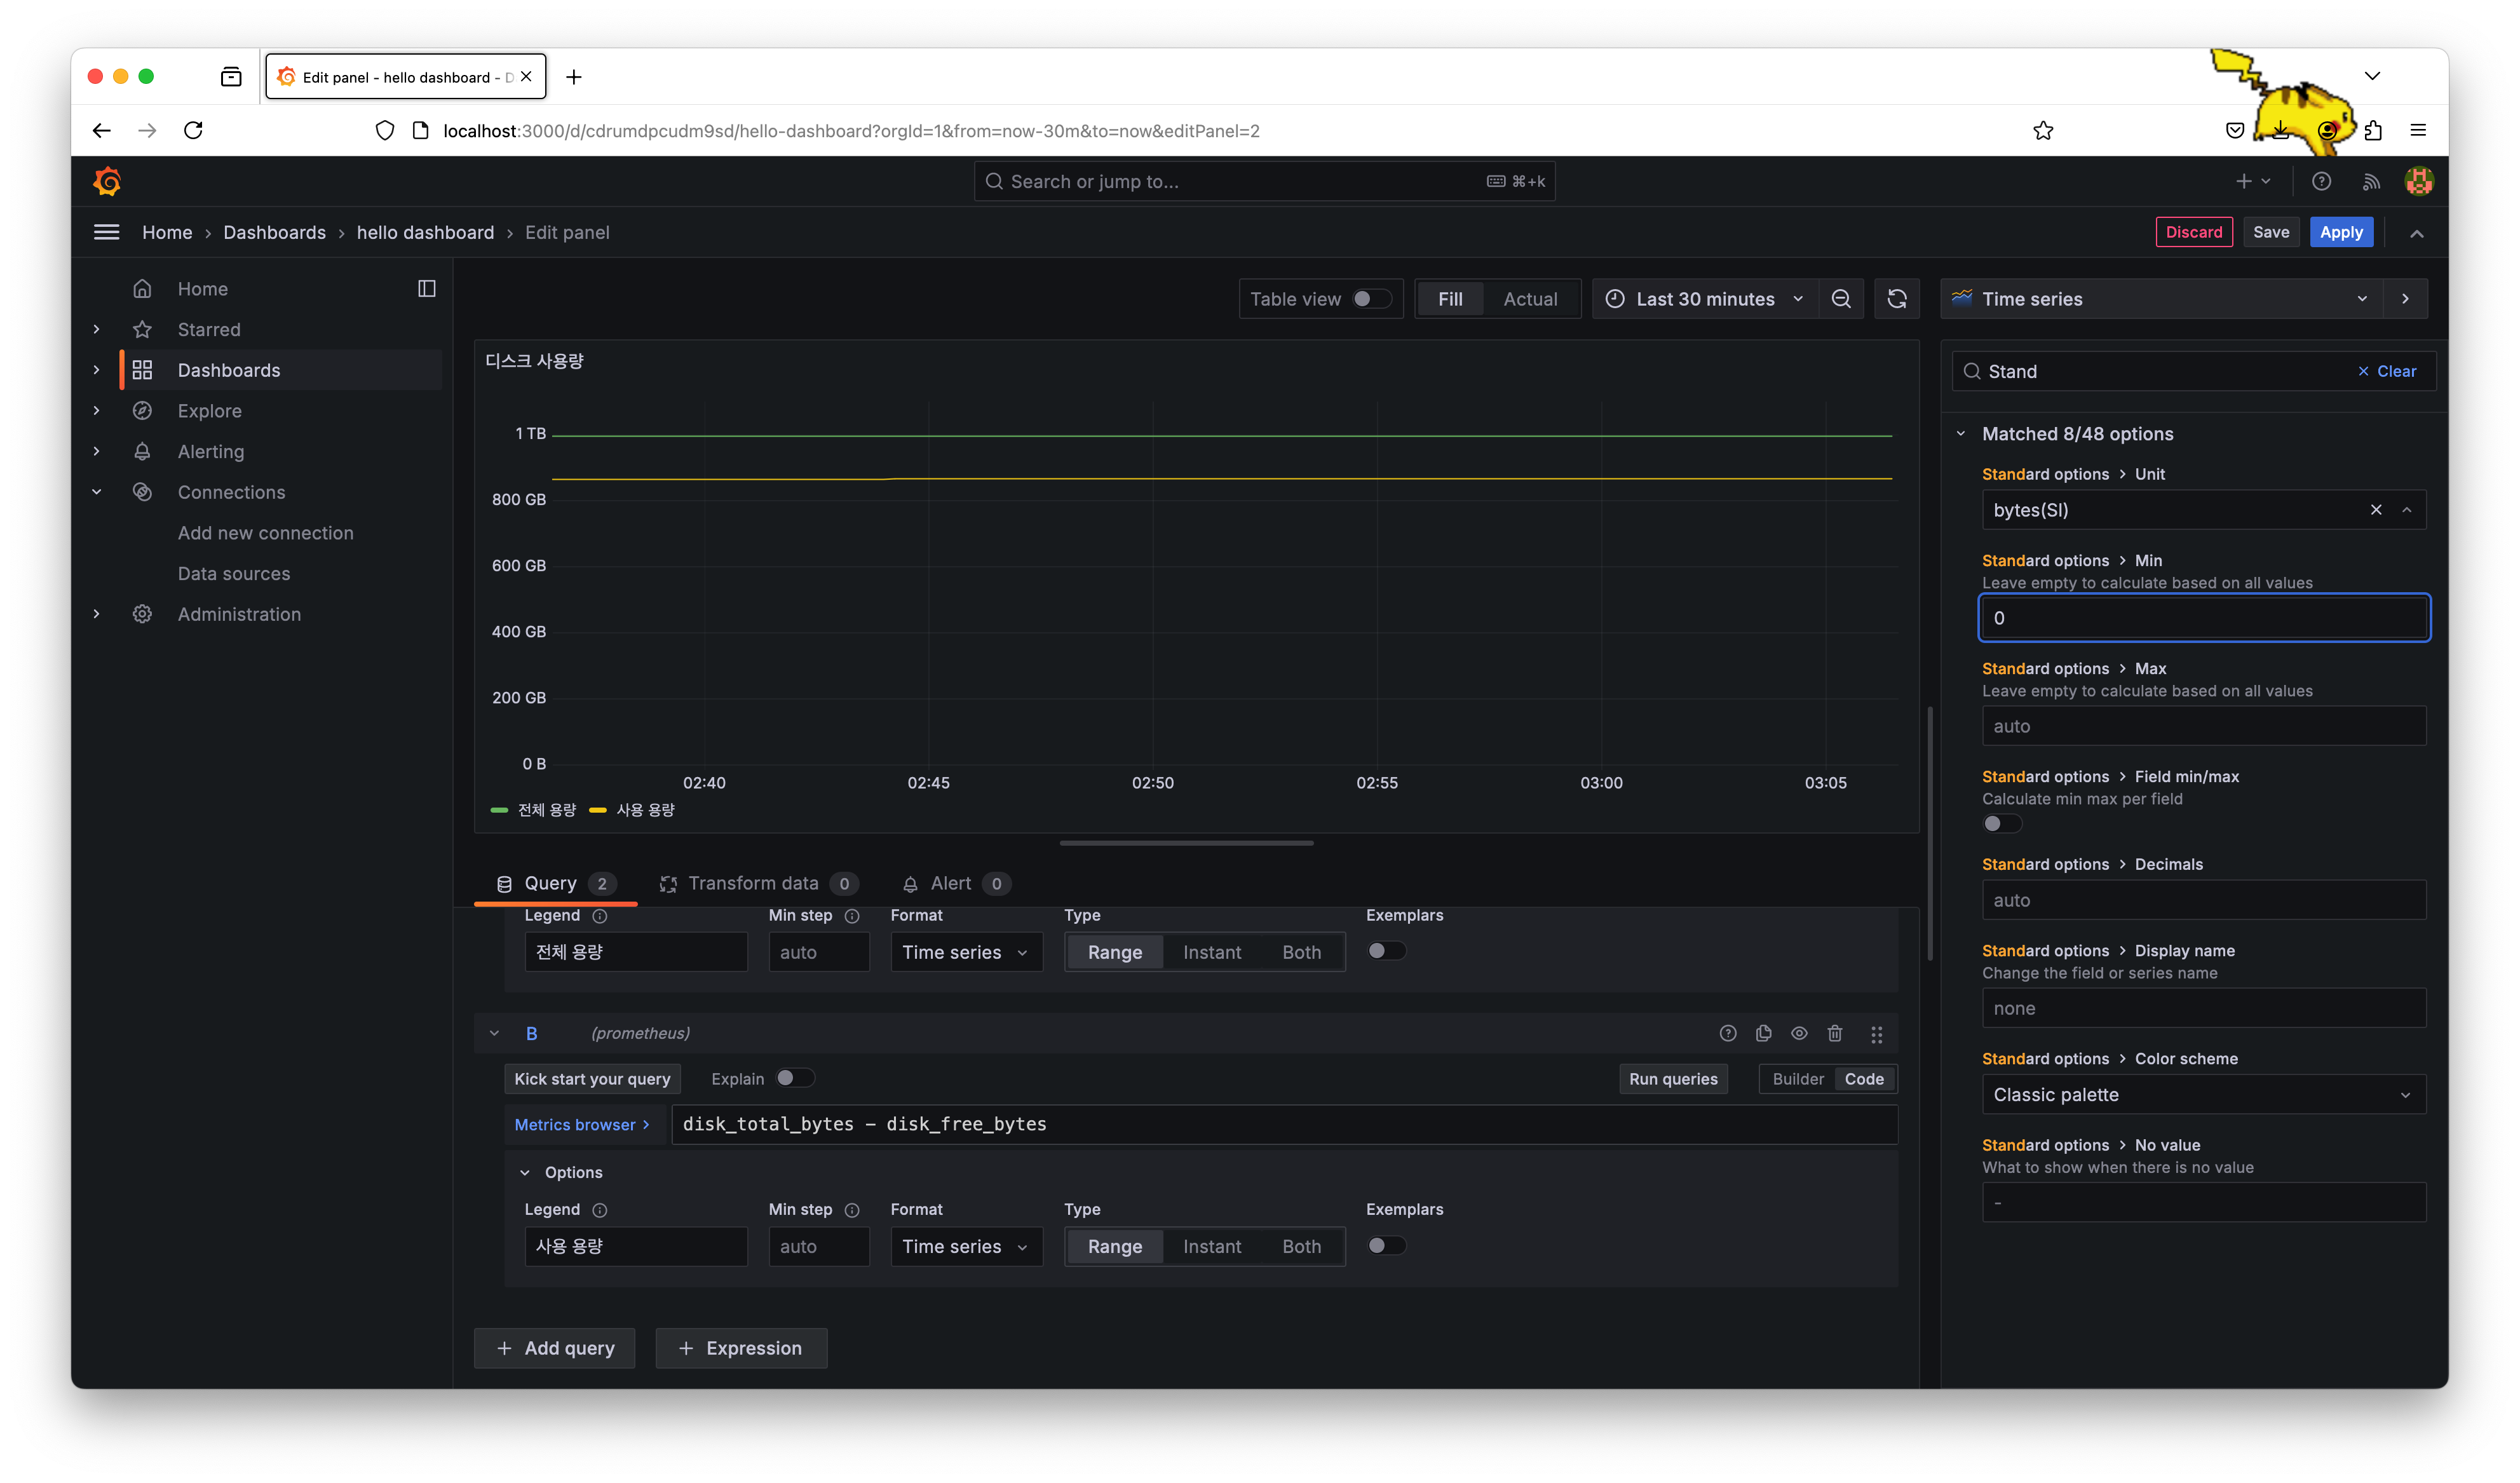 Edit panel - hello dashboard - D
localhost:3000/d/cdrumdpcudm9sd/hello-dashboard?orgId=1&from=now-30m&to=now&editPanel=2
Search or jump to... ⌘+k
Home › Dashboards › hello dashboard › Edit panel
Discard Save Apply
Home
Starred
Dashboards
Explore
Alerting
Connections
Add new connection
Data sources
Administration
Table view Fill Actual Last 30 minutes Time series
디스크 사용량
1 TB
800 GB
600 GB
400 GB
200 GB
0 B
02:40 02:45 02:50 02:55 03:00 03:05
전체 용량 사용 용량
Query 2 Transform data 0 Alert 0
Legend Min step Format Type Exemplars
전체 용량 auto Time series Range Instant Both
B (prometheus)
Kick start your query Explain Run queries Builder Code
Metrics browser › disk_total_bytes - disk_free_bytes
Options
Legend Min step Format Type Exemplars
사용 용량 auto Time series Range Instant Both
+ Add query + Expression
Stand Clear
Matched 8/48 options
Standard options › Unit
bytes(SI)
Standard options › Min
Leave empty to calculate based on all values
0
Standard options › Max
Leave empty to calculate based on all values
auto
Standard options › Field min/max
Calculate min max per field
Standard options › Decimals
auto
Standard options › Display name
Change the field or series name
none
Standard options › Color scheme
Classic palette
Standard options › No value
What to show when there is no value
-